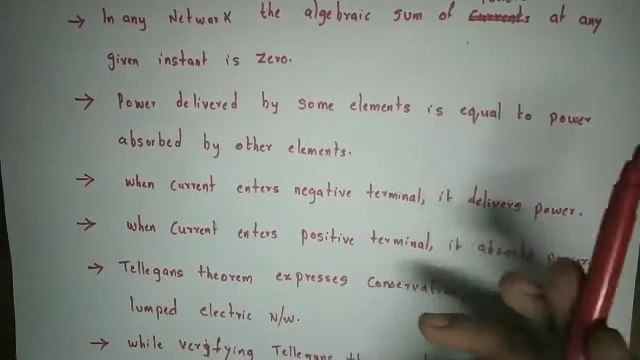 → In any Network the algebraic sum of currents at any
given instant is zero.
→ Power delivered by some elements is equal to power
absorbed by other elements.
→ when current enters negative terminal, it delivers power.
→ when current enters positive terminal, it absorbs
→ Tellegans theorem expresses
lumped electric N/W.
→ while verifying Tellegans